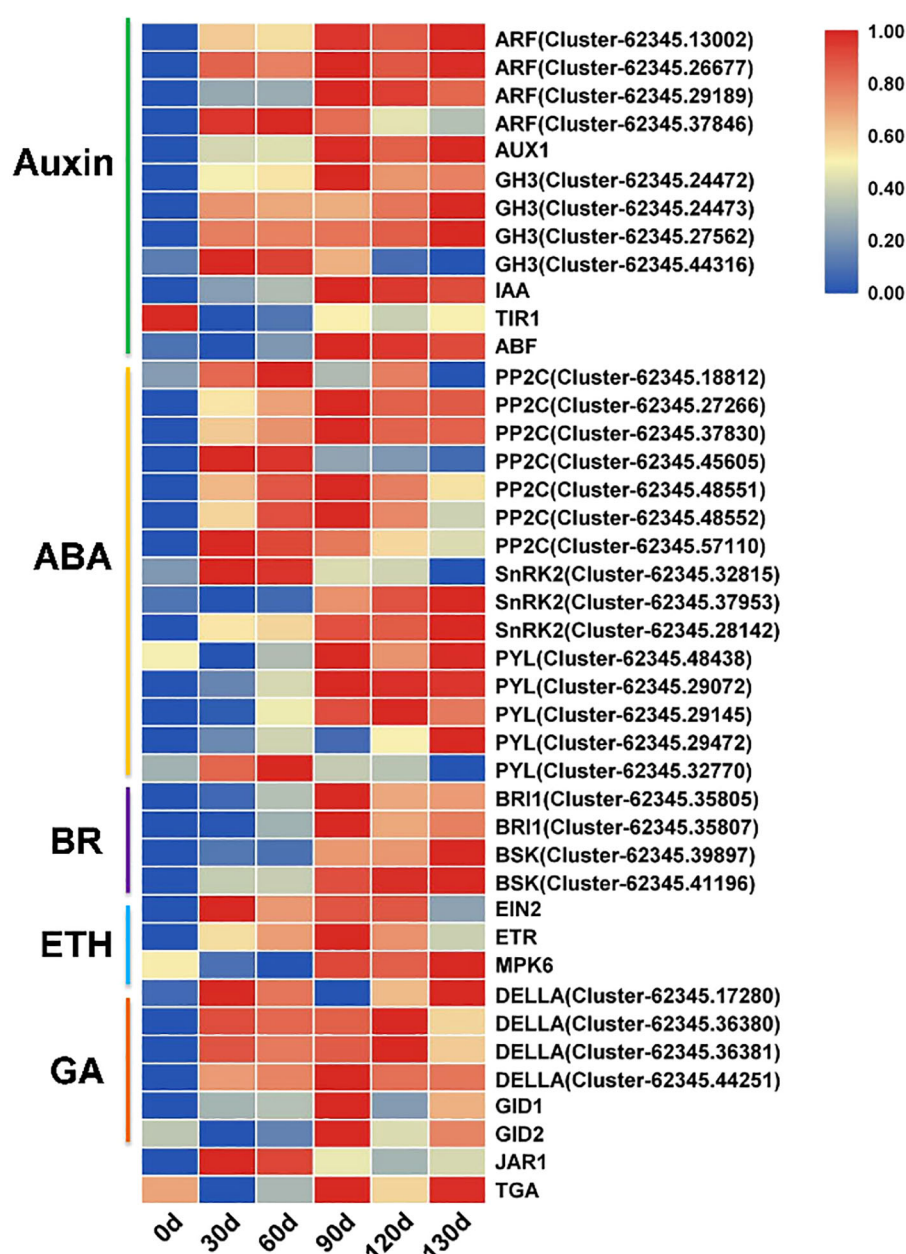 Auxin
ABA
BR
ETH
GA
ARF(Cluster-62345.13002)
ARF(Cluster-62345.26677)
ARF(Cluster-62345.29189)
ARF(Cluster-62345.37846)
AUX1
GH3(Cluster-62345.24472)
GH3(Cluster-62345.24473)
GH3(Cluster-62345.27562)
GH3(Cluster-62345.44316)
IAA
TIR1
ABF
PP2C(Cluster-62345.18812)
PP2C(Cluster-62345.27266)
PP2C(Cluster-62345.37830)
PP2C(Cluster-62345.45605)
PP2C(Cluster-62345.48551)
PP2C(Cluster-62345.48552)
PP2C(Cluster-62345.57110)
SnRK2(Cluster-62345.32815)
SnRK2(Cluster-62345.37953)
SnRK2(Cluster-62345.28142)
PYL(Cluster-62345.48438)
PYL(Cluster-62345.29072)
PYL(Cluster-62345.29145)
PYL(Cluster-62345.29472)
PYL(Cluster-62345.32770)
BRI1(Cluster-62345.35805)
BRI1(Cluster-62345.35807)
BSK(Cluster-62345.39897)
BSK(Cluster-62345.41196)
EIN2
ETR
MPK6
DELLA(Cluster-62345.17280)
DELLA(Cluster-62345.36380)
DELLA(Cluster-62345.36381)
DELLA(Cluster-62345.44251)
GID1
GID2
JAR1
TGA
1.00
0.80
0.60
0.40
0.20
0.00
0d 30d 60d 90d 120d 130d